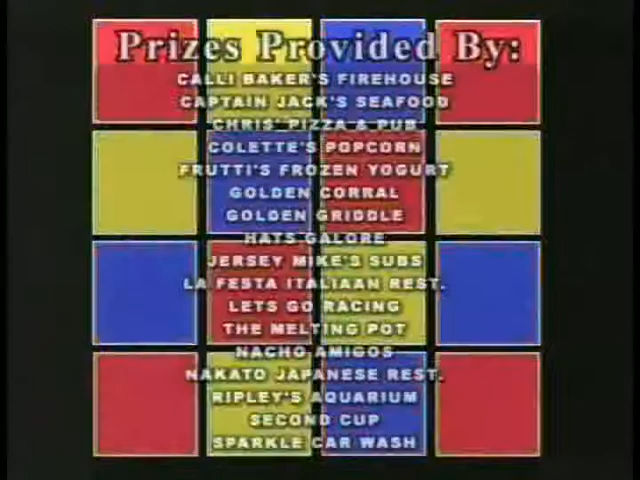 Prizes Provided By:
CALLI BAKER'S FIREHOUSE
CAPTAIN JACK'S SEAFOOD
CHRIS' PIZZA & PUB
COLETTE'S POPCORN
FRUTTI'S FROZEN YOGURT
GOLDEN CORRAL
GOLDEN GRIDDLE
HATS GALORE
JERSEY MIKE'S SUBS
LA FESTA ITALIAAN REST.
LETS GO RACING
THE MELTING POT
NACHO AMIGOS
NAKATO JAPANESE REST.
RIPLEY'S AQUARIUM
SECOND CUP
SPARKLE CAR WASH